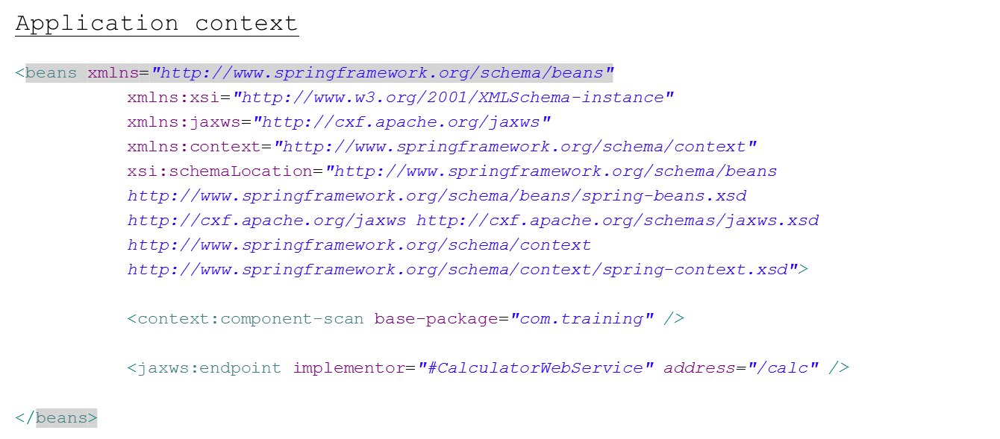 Application context
<beans xmlns="http://www.springframework.org/schema/beans"
xmlns:xsi="http://www.w3.org/2001/XMLSchema-instance"
xmlns:jaxws="http://cxf.apache.org/jaxws"
xmlns:context="http://www.springframework.org/schema/context"
xsi:schemaLocation="http://www.springframework.org/schema/beans
http://www.springframework.org/schema/beans/spring-beans.xsd
http://cxf.apache.org/jaxws http://cxf.apache.org/schemas/jaxws.xsd
http://www.springframework.org/schema/context
http://www.springframework.org/schema/context/spring-context.xsd">
<context:component-scan base-package="com.training" />
<jaxws:endpoint implementor="#CalculatorWebService" address="/calc" />
</beans>